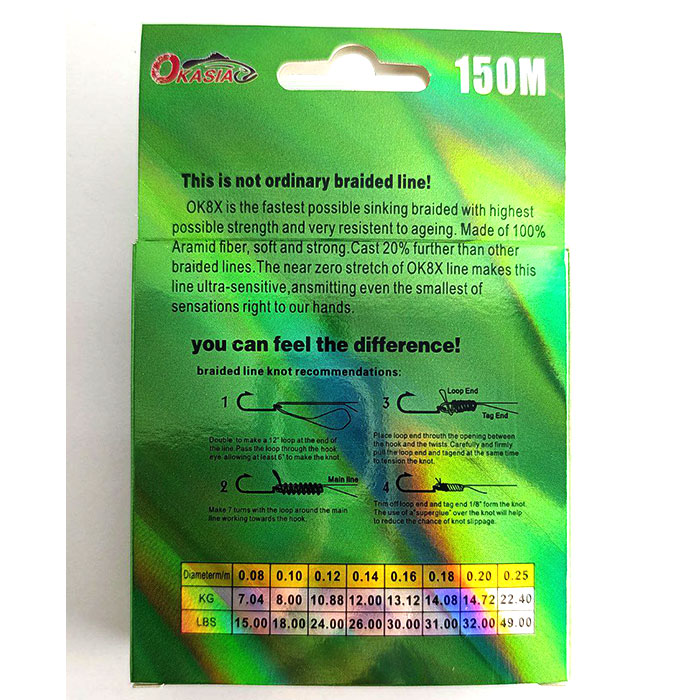 OKASIA
150M
This is not ordinary braided line!
OK8X is the fastest possible sinking braided with highest
possible strength and very resistent to ageing. Made of 100%
Aramid fiber, soft and strong.Cast 20% further than other
braided lines.The near zero stretch of OK8X line makes this
line ultra-sensitive,ansmitting even the smallest of
sensations right to our hands.
you can feel the difference!
braided line knot recommendations:
1
Double to make a 12" loop at the end of
the line.Pass the loop through the hook
eye, allowing at least 6" to make the knot.
2
Main line
Make 7 turns with the loop around the main
line working towards the hook.
3
Loop End
Tag End
Place loop end throuth the opening between
the hook and the twists.Carefully and firmly
pull the loop end and tagend at the same time
to tension the knot.
4
Trim off loop end and tag end 1/8" form the knot.
The use of a "superglue" over the knot will help
to reduce the chance of knot slippage.
Diameterm/m 0.08 0.10 0.12 0.14 0.16 0.18 0.20 0.25
KG 7.04 8.00 10.88 12.00 13.12 14.08 14.72 22.40
LBS 15.00 18.00 24.00 26.00 30.00 31.00 32.00 49.00